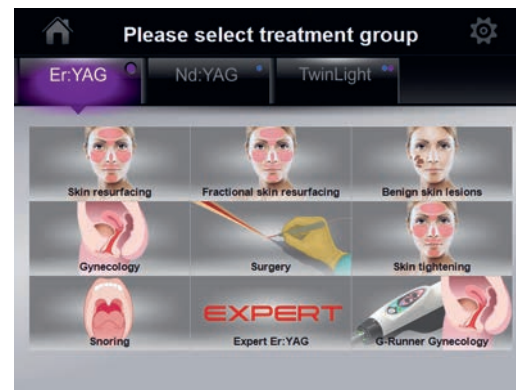 Please select treatment group
Er:YAG
Nd:YAG
TwinLight
Skin resurfacing
Fractional skin resurfacing
Benign skin lesions
Gynecology
Surgery
Skin tightening
Snoring
EXPERT
Expert Er:YAG
G-Runner Gynecology